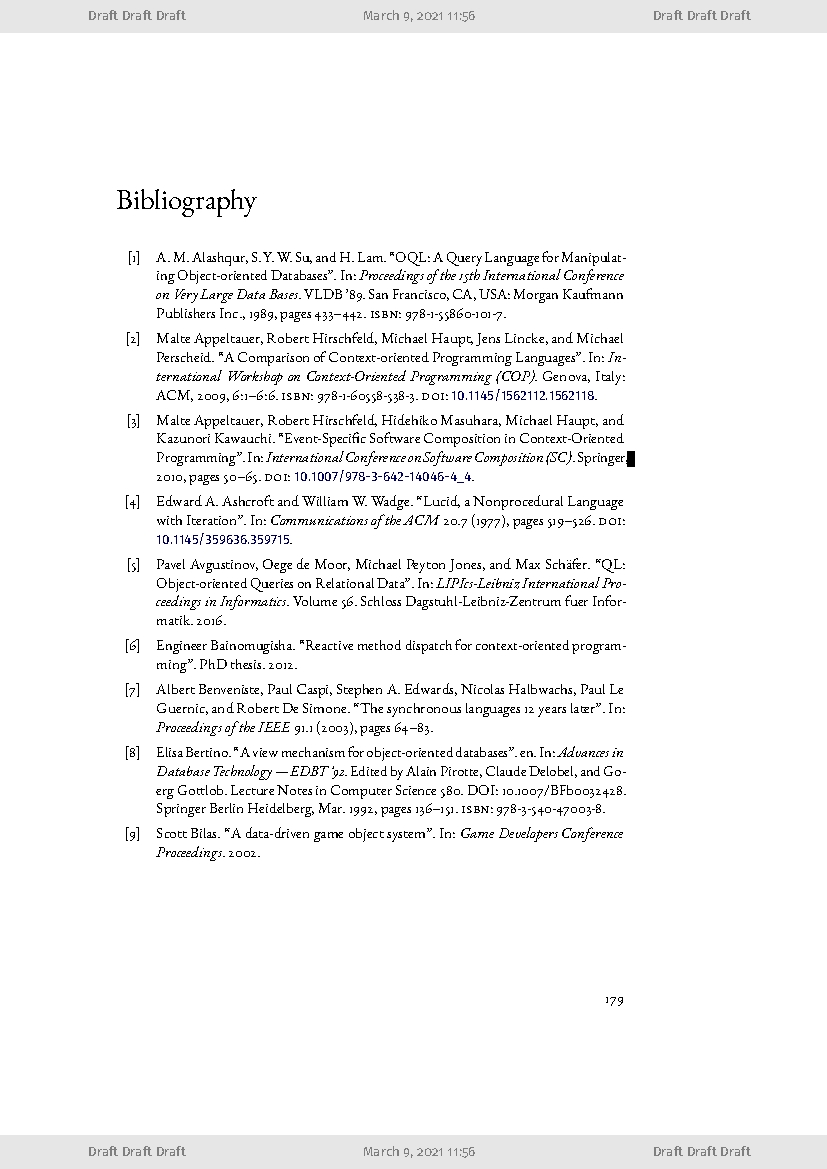 Draft Draft Draft March 9, 2021 11:56 Draft Draft Draft
Bibliography
[1] A. M. Alashqur, S. Y. W. Su, and H. Lam. “OQL: A Query Language for Manipulat-
ing Object-oriented Databases”. In: Proceedings of the 15th International Conference
on Very Large Data Bases. VLDB ’89. San Francisco, CA, USA: Morgan Kaufmann
Publishers Inc., 1989, pages 433–442. ISBN: 978-1-55860-101-7.
[2] Malte Appeltauer, Robert Hirschfeld, Michael Haupt, Jens Lincke, and Michael
Perscheid. “A Comparison of Context-oriented Programming Languages”. In: In-
ternational Workshop on Context-Oriented Programming (COP). Genova, Italy:
ACM, 2009, 6:1–6:6. ISBN: 978-1-60558-538-3. DOI: 10.1145/1562112.1562118.
[3] Malte Appeltauer, Robert Hirschfeld, Hidehiko Masuhara, Michael Haupt, and
Kazunori Kawauchi. “Event-Specific Software Composition in Context-Oriented
Programming”. In: International Conference on Software Composition (SC). Springer,
2010, pages 50–65. DOI: 10.1007/978-3-642-14046-4_4.
[4] Edward A. Ashcroft and William W. Wadge. “Lucid, a Nonprocedural Language
with Iteration”. In: Communications of the ACM 20.7 (1977), pages 519–526. DOI:
10.1145/359636.359715.
[5] Pavel Avgustinov, Oege de Moor, Michael Peyton Jones, and Max Schäfer. “QL:
Object-oriented Queries on Relational Data”. In: LIPIcs-Leibniz International Pro-
ceedings in Informatics. Volume 56. Schloss Dagstuhl-Leibniz-Zentrum fuer Infor-
matik. 2016.
[6] Engineer Bainomugisha. “Reactive method dispatch for context-oriented program-
ming”. PhD thesis. 2012.
[7] Albert Benveniste, Paul Caspi, Stephen A. Edwards, Nicolas Halbwachs, Paul Le
Guernic, and Robert De Simone. “The synchronous languages 12 years later”. In:
Proceedings of the IEEE 91.1 (2003), pages 64–83.
[8] Elisa Bertino. “A view mechanism for object-oriented databases”. en. In: Advances in
Database Technology — EDBT ’92. Edited by Alain Pirotte, Claude Delobel, and Go-
erg Gottlob. Lecture Notes in Computer Science 580. DOI: 10.1007/BFb0032428.
Springer Berlin Heidelberg, Mar. 1992, pages 136–151. ISBN: 978-3-540-47003-8.
[9] Scott Bilas. “A data-driven game object system”. In: Game Developers Conference
Proceedings. 2002.
179
Draft Draft Draft March 9, 2021 11:56 Draft Draft Draft